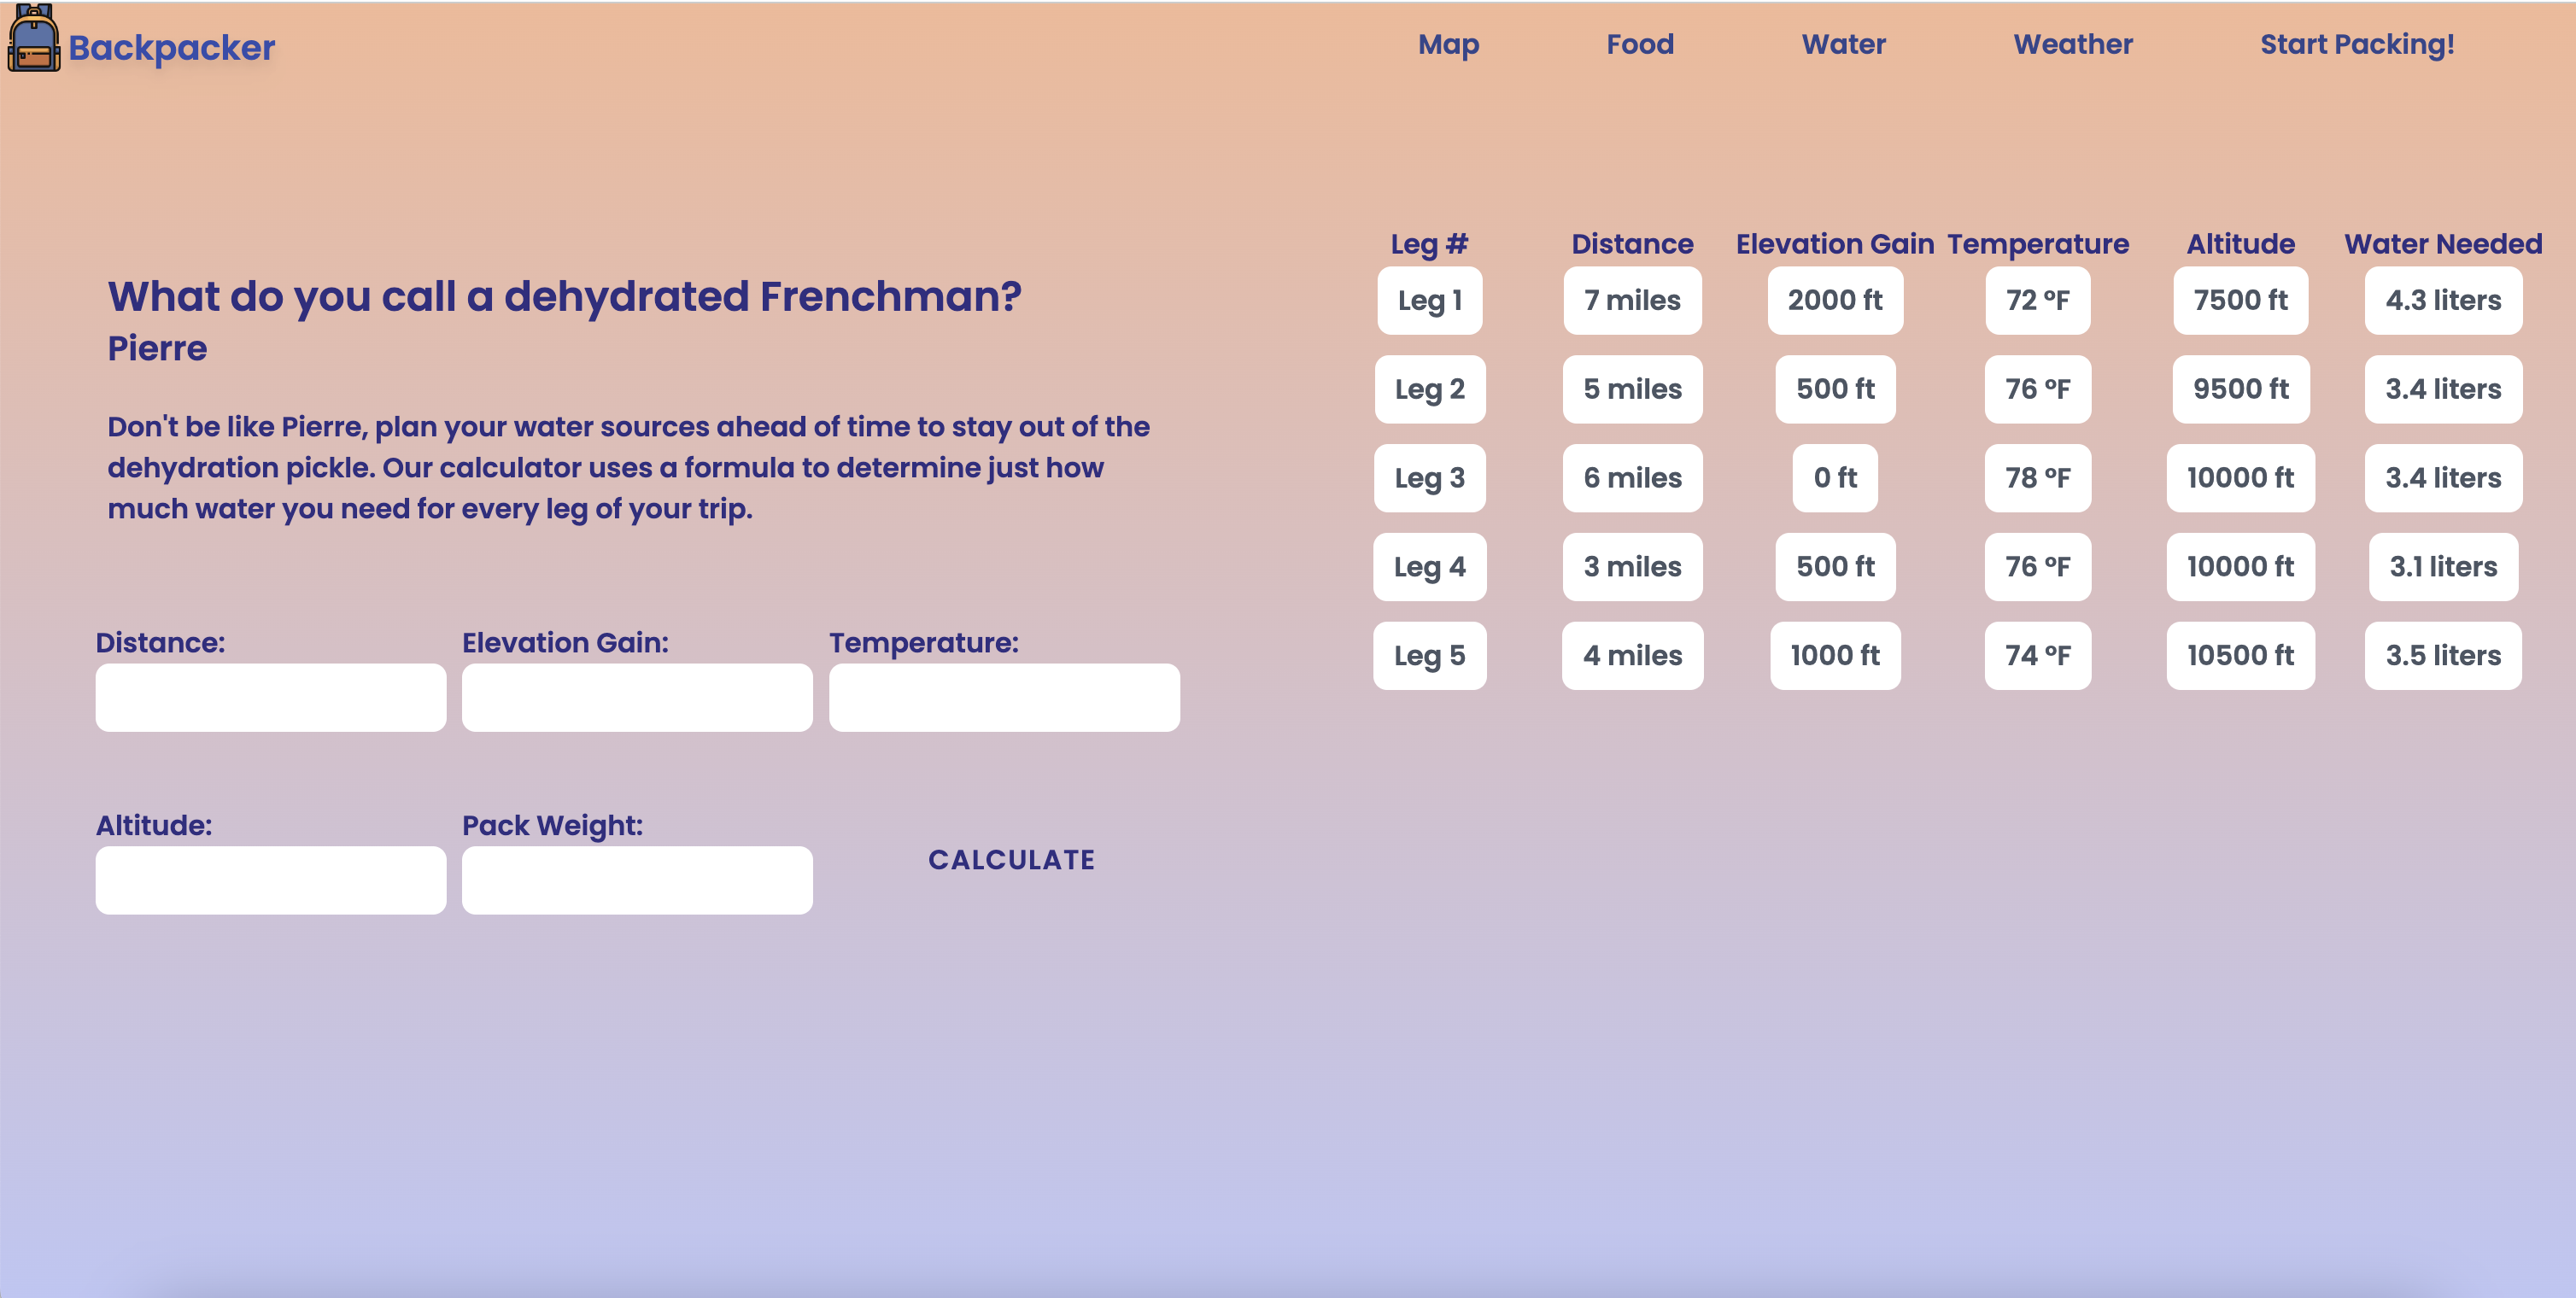 Backpacker
Map Food Water Weather Start Packing!
What do you call a dehydrated Frenchman?
Pierre
Don't be like Pierre, plan your water sources ahead of time to stay out of the
dehydration pickle. Our calculator uses a formula to determine just how
much water you need for every leg of your trip.
Distance: Elevation Gain: Temperature:
Altitude: Pack Weight:
CALCULATE
Leg # Distance Elevation Gain Temperature Altitude Water Needed
Leg 1 7 miles 2000 ft 72 °F 7500 ft 4.3 liters
Leg 2 5 miles 500 ft 76 °F 9500 ft 3.4 liters
Leg 3 6 miles 0 ft 78 °F 10000 ft 3.4 liters
Leg 4 3 miles 500 ft 76 °F 10000 ft 3.1 liters
Leg 5 4 miles 1000 ft 74 °F 10500 ft 3.5 liters